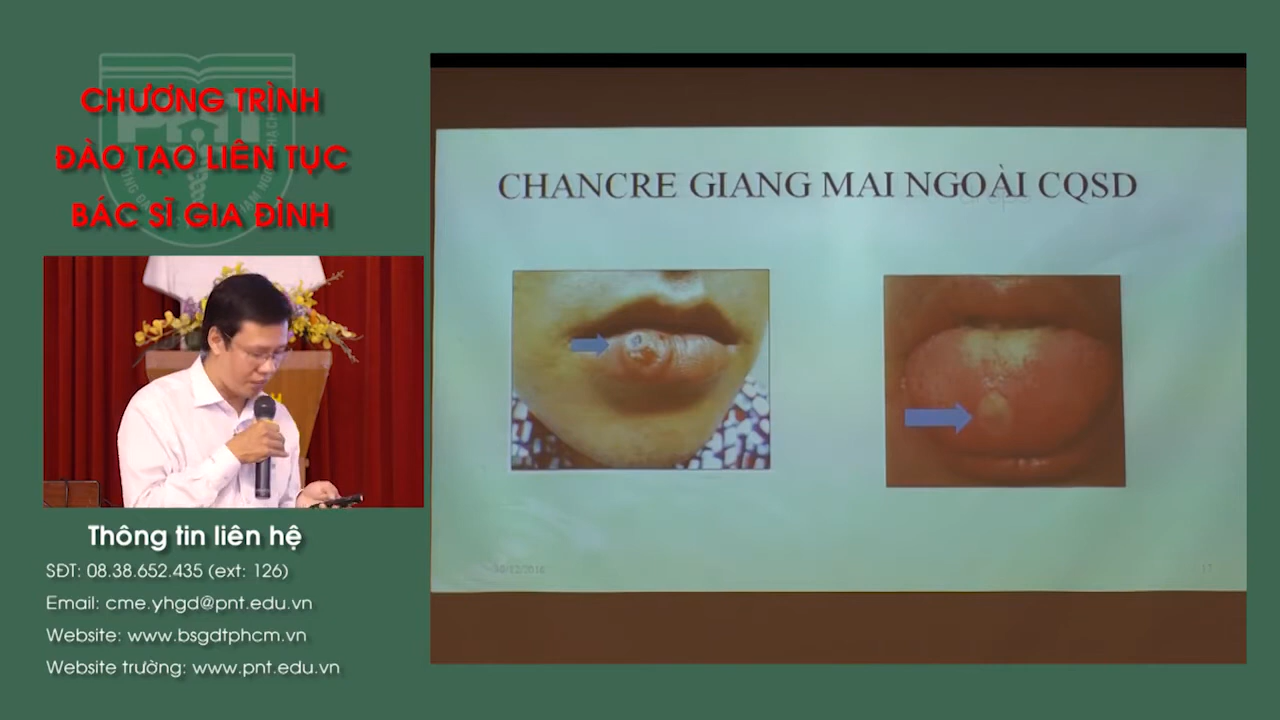 CHƯƠNG TRÌNH
ĐÀO TẠO LIÊN TỤC
BÁC SĨ GIA ĐÌNH
PNT
CHANCRE GIANG MAI NGOÀI CQSD
17
Thông tin liên hệ
SĐT: 08.38.652.435 (ext: 126)
Email: cme.yhgd@pnt.edu.vn
Website: www.bsgdtphcm.vn
Website trường: www.pnt.edu.vn